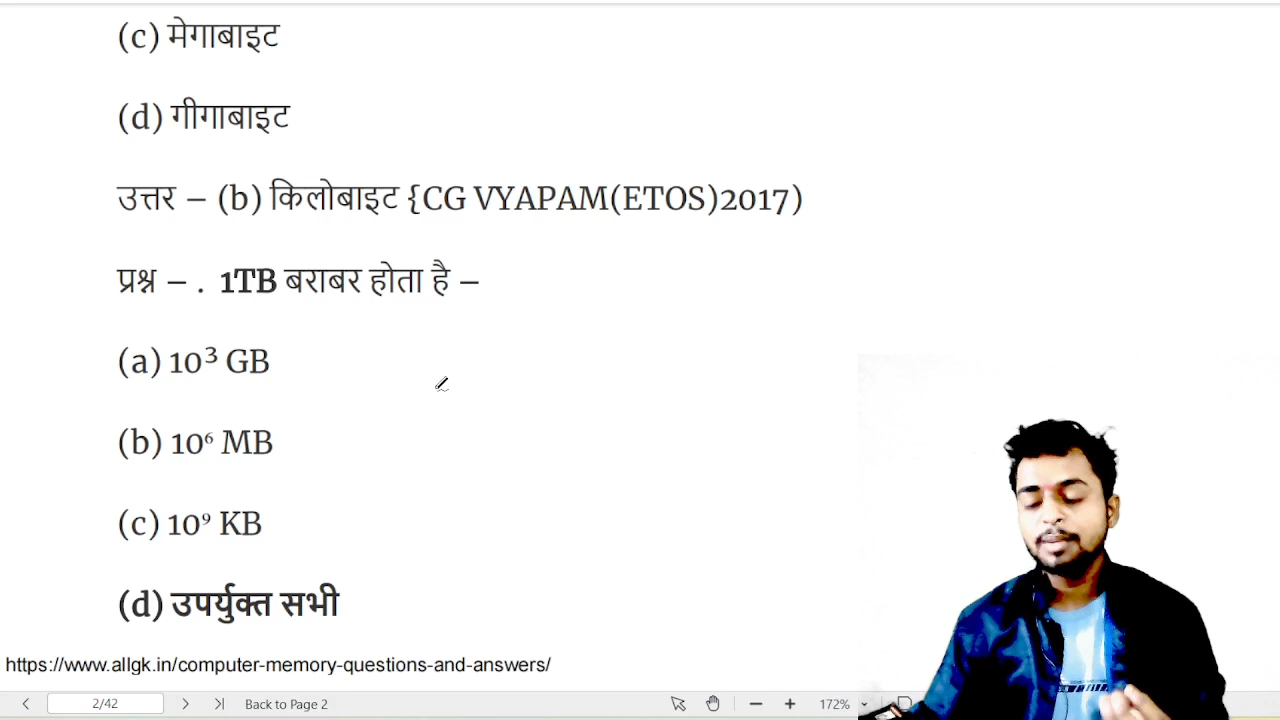 (c) मेगाबाइट
(d) गीगाबाइट
उत्तर – (b) किलोबाइट {CG VYAPAM(ETOS)2017)
प्रश्न – . 1TB बराबर होता है –
(a) 10³ GB
(b) 10⁶ MB
(c) 10⁹ KB
(d) उपर्युक्त सभी
https://www.allgk.in/computer-memory-questions-and-answers/
2/42
Back to Page 2
172%